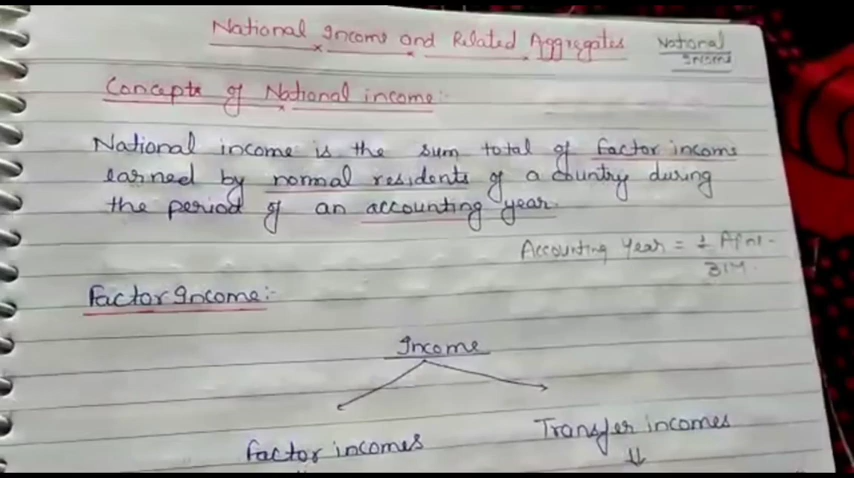 National Income and Related Aggregates
National Income
Concepts of National income:-
National income is the sum total of factor income
earned by normal residents of a country during
the period of an accounting year.
Accounting Year = 1 April -
31M.
Factor Income:-
Income
Factor incomes
Transfer incomes